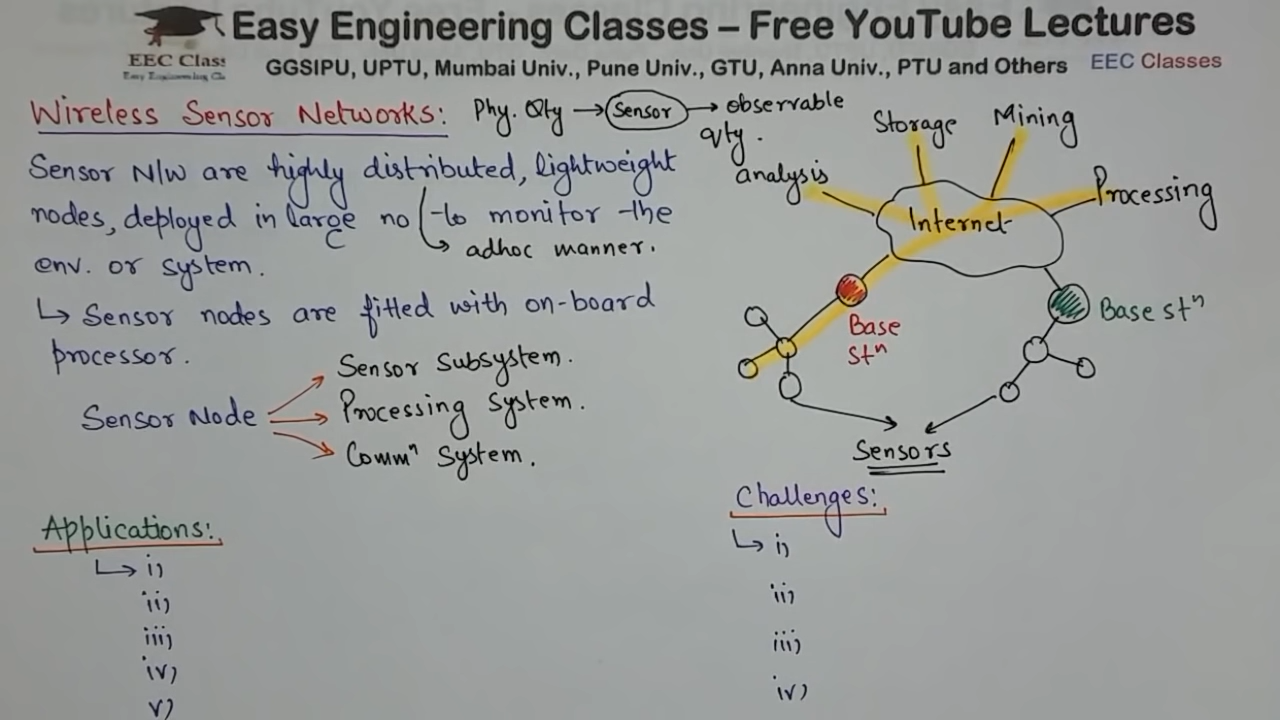 Easy Engineering Classes – Free YouTube Lectures
EEC Class
Easy Engineering Cla
GGSIPU, UPTU, Mumbai Univ., Pune Univ., GTU, Anna Univ., PTU and Others
EEC Classes
Wireless Sensor Networks:
Phy. Qty → Sensor → observable
qty.
Sensor N/W are highly distributed, lightweight
nodes, deployed in large no to monitor the
↳ adhoc manner.
env. or system.
↳ Sensor nodes are fitted with on-board
processor.
Sensor Node
Sensor Subsystem.
Processing System.
Commⁿ System.
analysis
Storage
Mining
Processing
Internet
Base
Stⁿ
Base stⁿ
Sensors
Applications:
↳ i)
ii)
iii)
iv)
v)
Challenges:
↳ i)
ii)
iii)
iv)